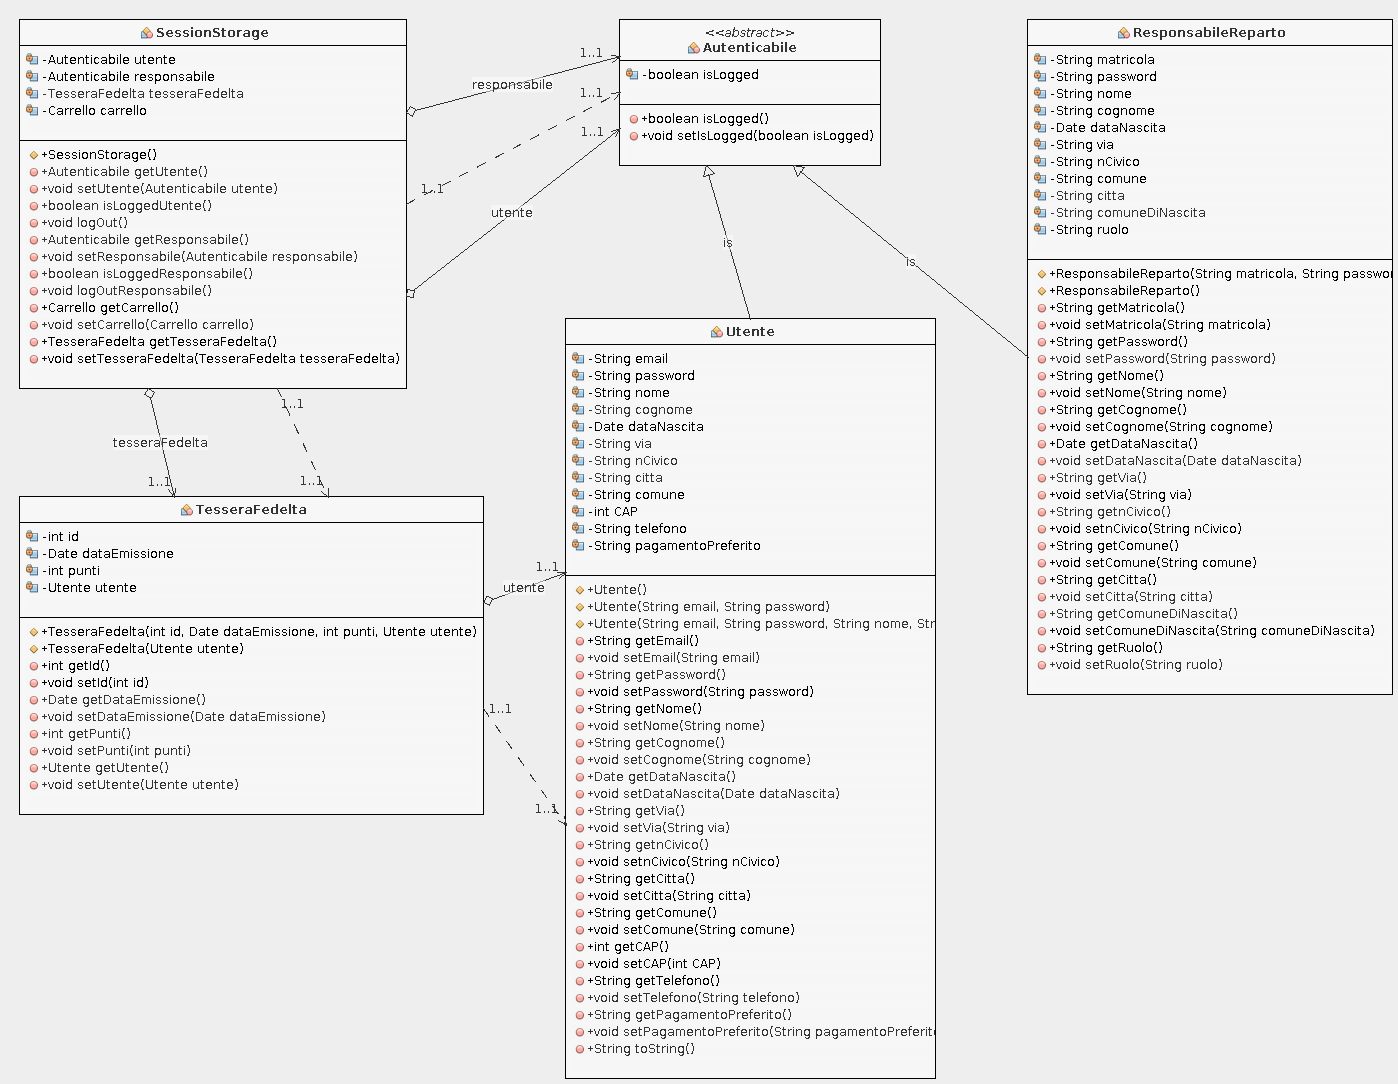 SessionStorage
-Autenticabile utente
-Autenticabile responsabile
-TesseraFedelta tesseraFedelta
-Carrello carrello
+SessionStorage()
+Autenticabile getUtente()
+void setUtente(Autenticabile utente)
+boolean isLoggedUtente()
+void logOut()
+Autenticabile getResponsabile()
+void setResponsabile(Autenticabile responsabile)
+boolean isLoggedResponsabile()
+void logOutResponsabile()
+Carrello getCarrello()
+void setCarrello(Carrello carrello)
+TesseraFedelta getTesseraFedelta()
+void setTesseraFedelta(TesseraFedelta tesseraFedelta)
responsabile
1..1
1..1
1..1
1..1
utente
<<abstract>>
Autenticabile
-boolean isLogged
+boolean isLogged()
+void setIsLogged(boolean isLogged)
is
is
ResponsabileReparto
-String matricola
-String password
-String nome
-String cognome
-Date dataNascita
-String via
-String nCivico
-String comune
-String citta
-String comuneDiNascita
-String ruolo
+ResponsabileReparto(String matricola, String passwo
+ResponsabileReparto()
+String getMatricola()
+void setMatricola(String matricola)
+String getPassword()
+void setPassword(String password)
+String getNome()
+void setNome(String nome)
+String getCognome()
+void setCognome(String cognome)
+Date getDataNascita()
+void setDataNascita(Date dataNascita)
+String getVia()
+void setVia(String via)
+String getnCivico()
+void setnCivico(String nCivico)
+String getComune()
+void setComune(String comune)
+String getCitta()
+void setCitta(String citta)
+String getComuneDiNascita()
+void setComuneDiNascita(String comuneDiNascita)
+String getRuolo()
+void setRuolo(String ruolo)
tesseraFedelta
1..1
1..1
1..1
TesseraFedelta
-int id
-Date dataEmissione
-int punti
-Utente utente
+TesseraFedelta(int id, Date dataEmissione, int punti, Utente utente)
+TesseraFedelta(Utente utente)
+int getId()
+void setId(int id)
+Date getDataEmissione()
+void setDataEmissione(Date dataEmissione)
+int getPunti()
+void setPunti(int punti)
+Utente getUtente()
+void setUtente(Utente utente)
1..1
utente
1..1
1..1
Utente
-String email
-String password
-String nome
-String cognome
-Date dataNascita
-String via
-String nCivico
-String citta
-String comune
-int CAP
-String telefono
-String pagamentoPreferito
+Utente()
+Utente(String email, String password)
+Utente(String email, String password, String nome, Str
+String getEmail()
+void setEmail(String email)
+String getPassword()
+void setPassword(String password)
+String getNome()
+void setNome(String nome)
+String getCognome()
+void setCognome(String cognome)
+Date getDataNascita()
+void setDataNascita(Date dataNascita)
+String getVia()
+void setVia(String via)
+String getnCivico()
+void setnCivico(String nCivico)
+String getCitta()
+void setCitta(String citta)
+String getComune()
+void setComune(String comune)
+int getCAP()
+void setCAP(int CAP)
+String getTelefono()
+void setTelefono(String telefono)
+String getPagamentoPreferito()
+void setPagamentoPreferito(String pagamentoPreferit
+String toString()